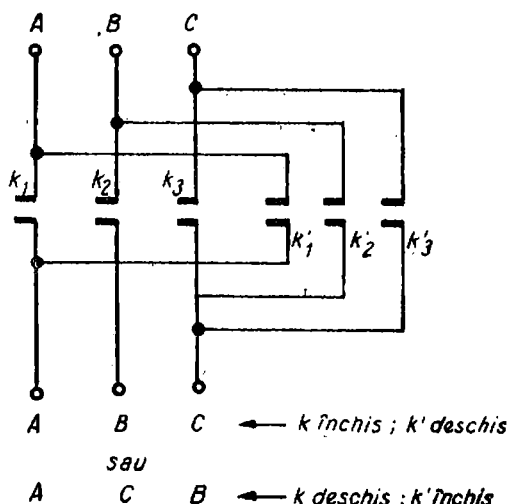 A B C
k₁ k₂ k₃
k'₁ k'₂ k'₃
A B C ← k închis ; k' deschis
sau
A C B ← k deschis ; k' închis